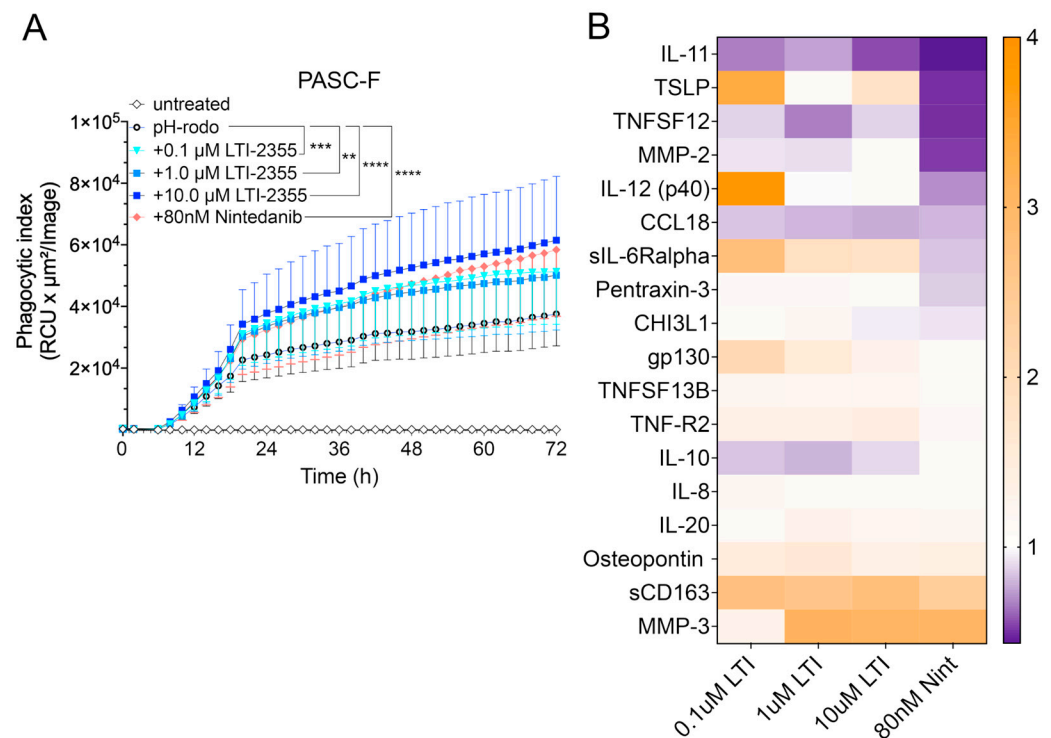 A
PASC-F
untreated
pH-rodo
+0.1 µM LTI-2355
+1.0 µM LTI-2355
+10.0 µM LTI-2355
+80nM Nintedanib
***
**
****
****
Phagocytic index
(RCU x µm²/Image)
1×10⁵
8×10⁴
6×10⁴
4×10⁴
2×10⁴
0 12 24 36 48 60 72
Time (h)
B
IL-11
TSLP
TNFSF12
MMP-2
IL-12 (p40)
CCL18
sIL-6Ralpha
Pentraxin-3
CHI3L1
gp130
TNFSF13B
TNF-R2
IL-10
IL-8
IL-20
Osteopontin
sCD163
MMP-3
0.1uM LTI
1uM LTI
10uM LTI
80nM Nint
4
3
2
1